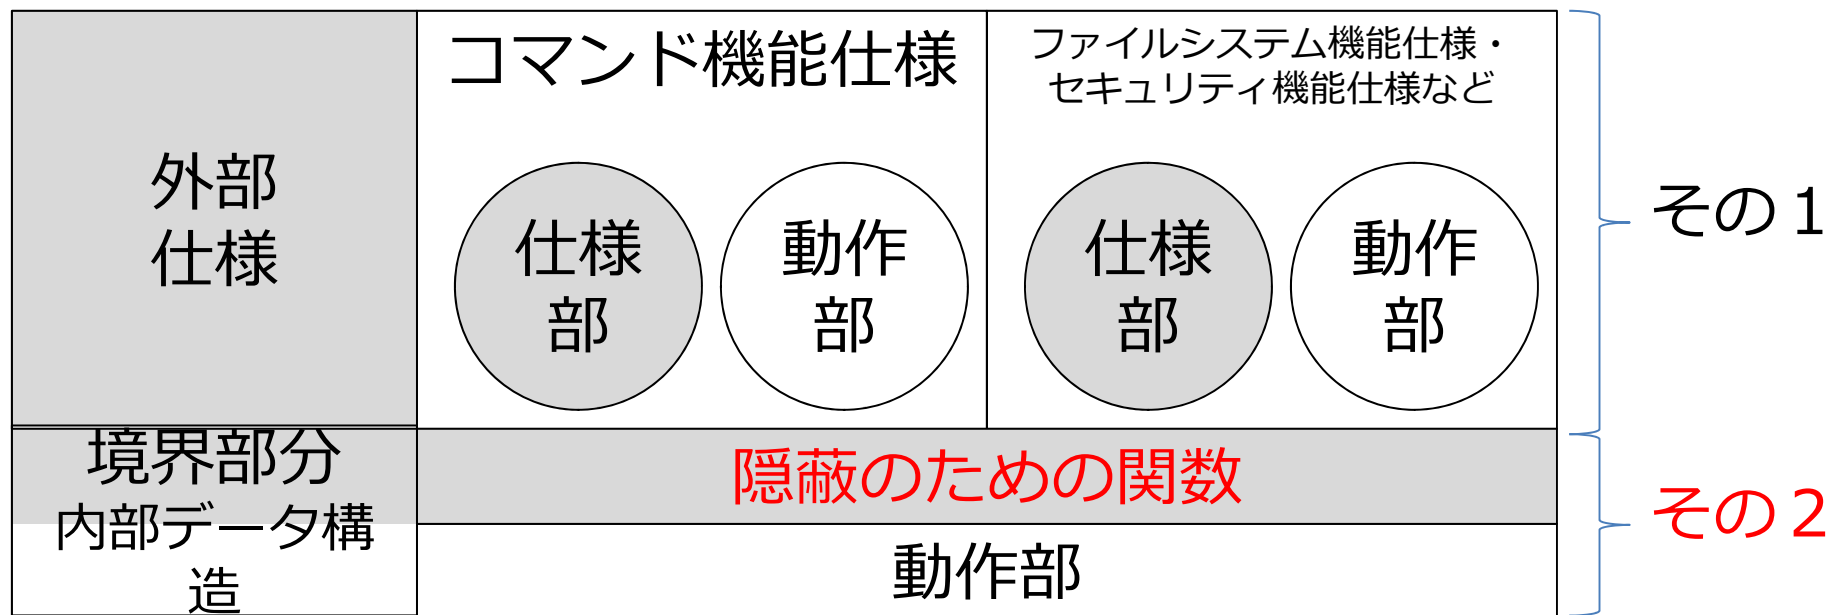 コマンド機能仕様
ファイルシステム機能仕様・
セキュリティ機能仕様など
外部
仕様
仕様
部
動作
部
仕様
部
動作
部
その１
境界部分
内部データ構
造
隠蔽のための関数
動作部
その２